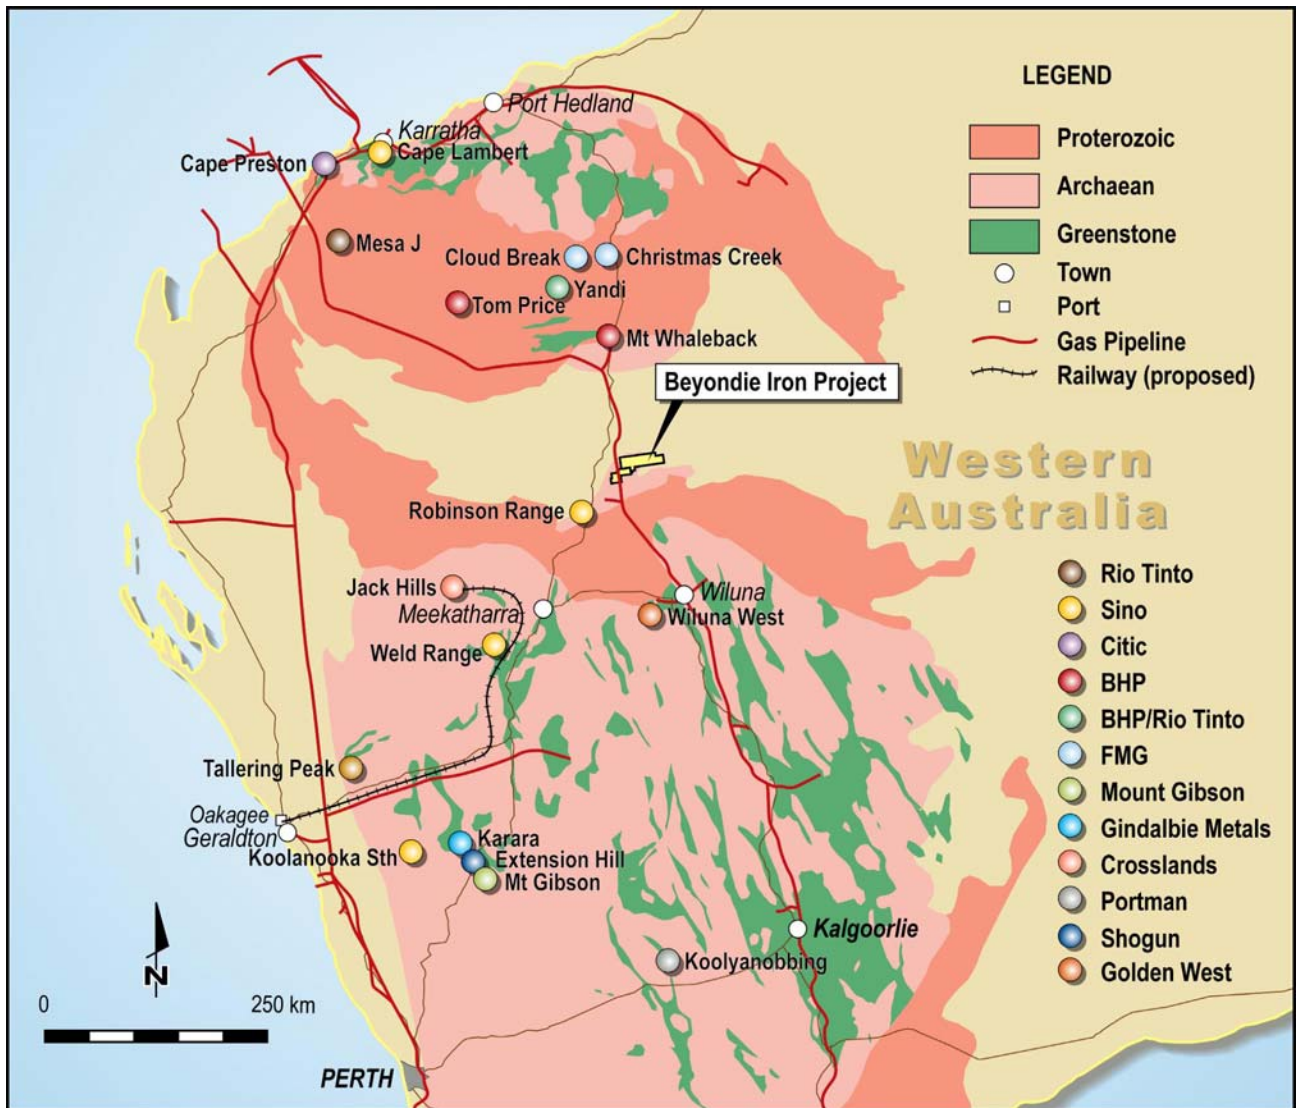 LEGEND
Proterozoic
Archaean
Greenstone
Town
Port
Gas Pipeline
Railway (proposed)
Port Hedland
Karratha
Cape Lambert
Cape Preston
Mesa J
Cloud Break
Christmas Creek
Yandi
Tom Price
Mt Whaleback
Beyondie Iron Project
Western
Australia
Robinson Range
Jack Hills
Meekatharra
Wiluna
Wiluna West
Weld Range
Tallering Peak
Oakagee
Geraldton
Koolanooka Sth
Karara
Extension Hill
Mt Gibson
Kalgoorlie
Koolyanobbing
Rio Tinto
Sino
Citic
BHP
BHP/Rio Tinto
FMG
Mount Gibson
Gindalbie Metals
Crosslands
Portman
Shogun
Golden West
N
0 250 km
PERTH